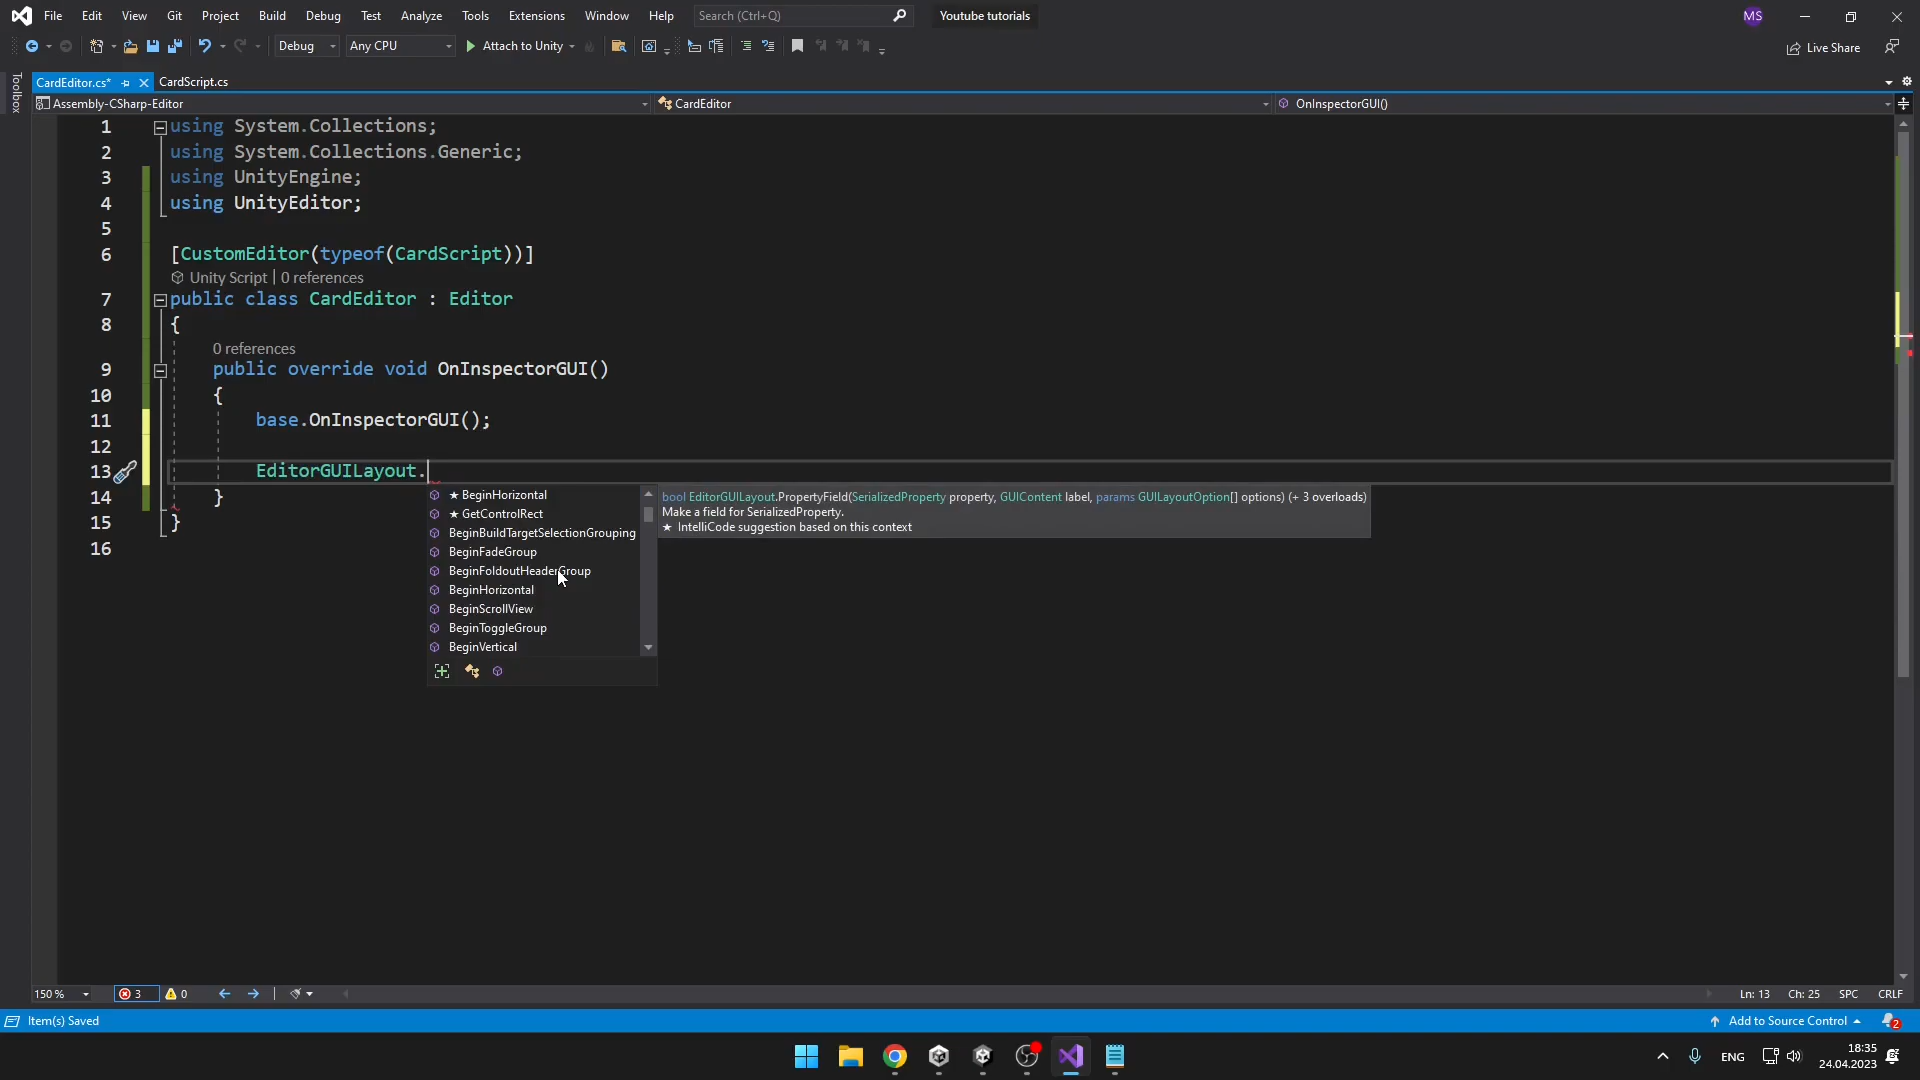 File Edit View Git Project Build Debug Test Analyze Tools Extensions Window Help Search (Ctrl+Q) Youtube tutorials MS
Debug Any CPU Attach to Unity Live Share
Toolbox
CardEditor.cs* CardScript.cs
Assembly-CSharp-Editor CardEditor OnInspectorGUI()
1 using System.Collections;
2 using System.Collections.Generic;
3 using UnityEngine;
4 using UnityEditor;
5
6 [CustomEditor(typeof(CardScript))]
Unity Script | 0 references
7 public class CardEditor : Editor
8 {
0 references
9 public override void OnInspectorGUI()
10 {
11 base.OnInspectorGUI();
12
13 EditorGUILayout.
14 }
15 }
16
★ BeginHorizontal
★ GetControlRect
BeginBuildTargetSelectionGrouping
BeginFadeGroup
BeginFoldoutHeaderGroup
BeginHorizontal
BeginScrollView
BeginToggleGroup
BeginVertical
bool EditorGUILayout.PropertyField(SerializedProperty property, GUIContent label, params GUILayoutOption[] options) (+ 3 overloads)
Make a field for SerializedProperty.
★ IntelliCode suggestion based on this context
150 % 3 0 Ln: 13 Ch: 25 SPC CRLF
Item(s) Saved Add to Source Control 2
ENG 18:35
24.04.2023